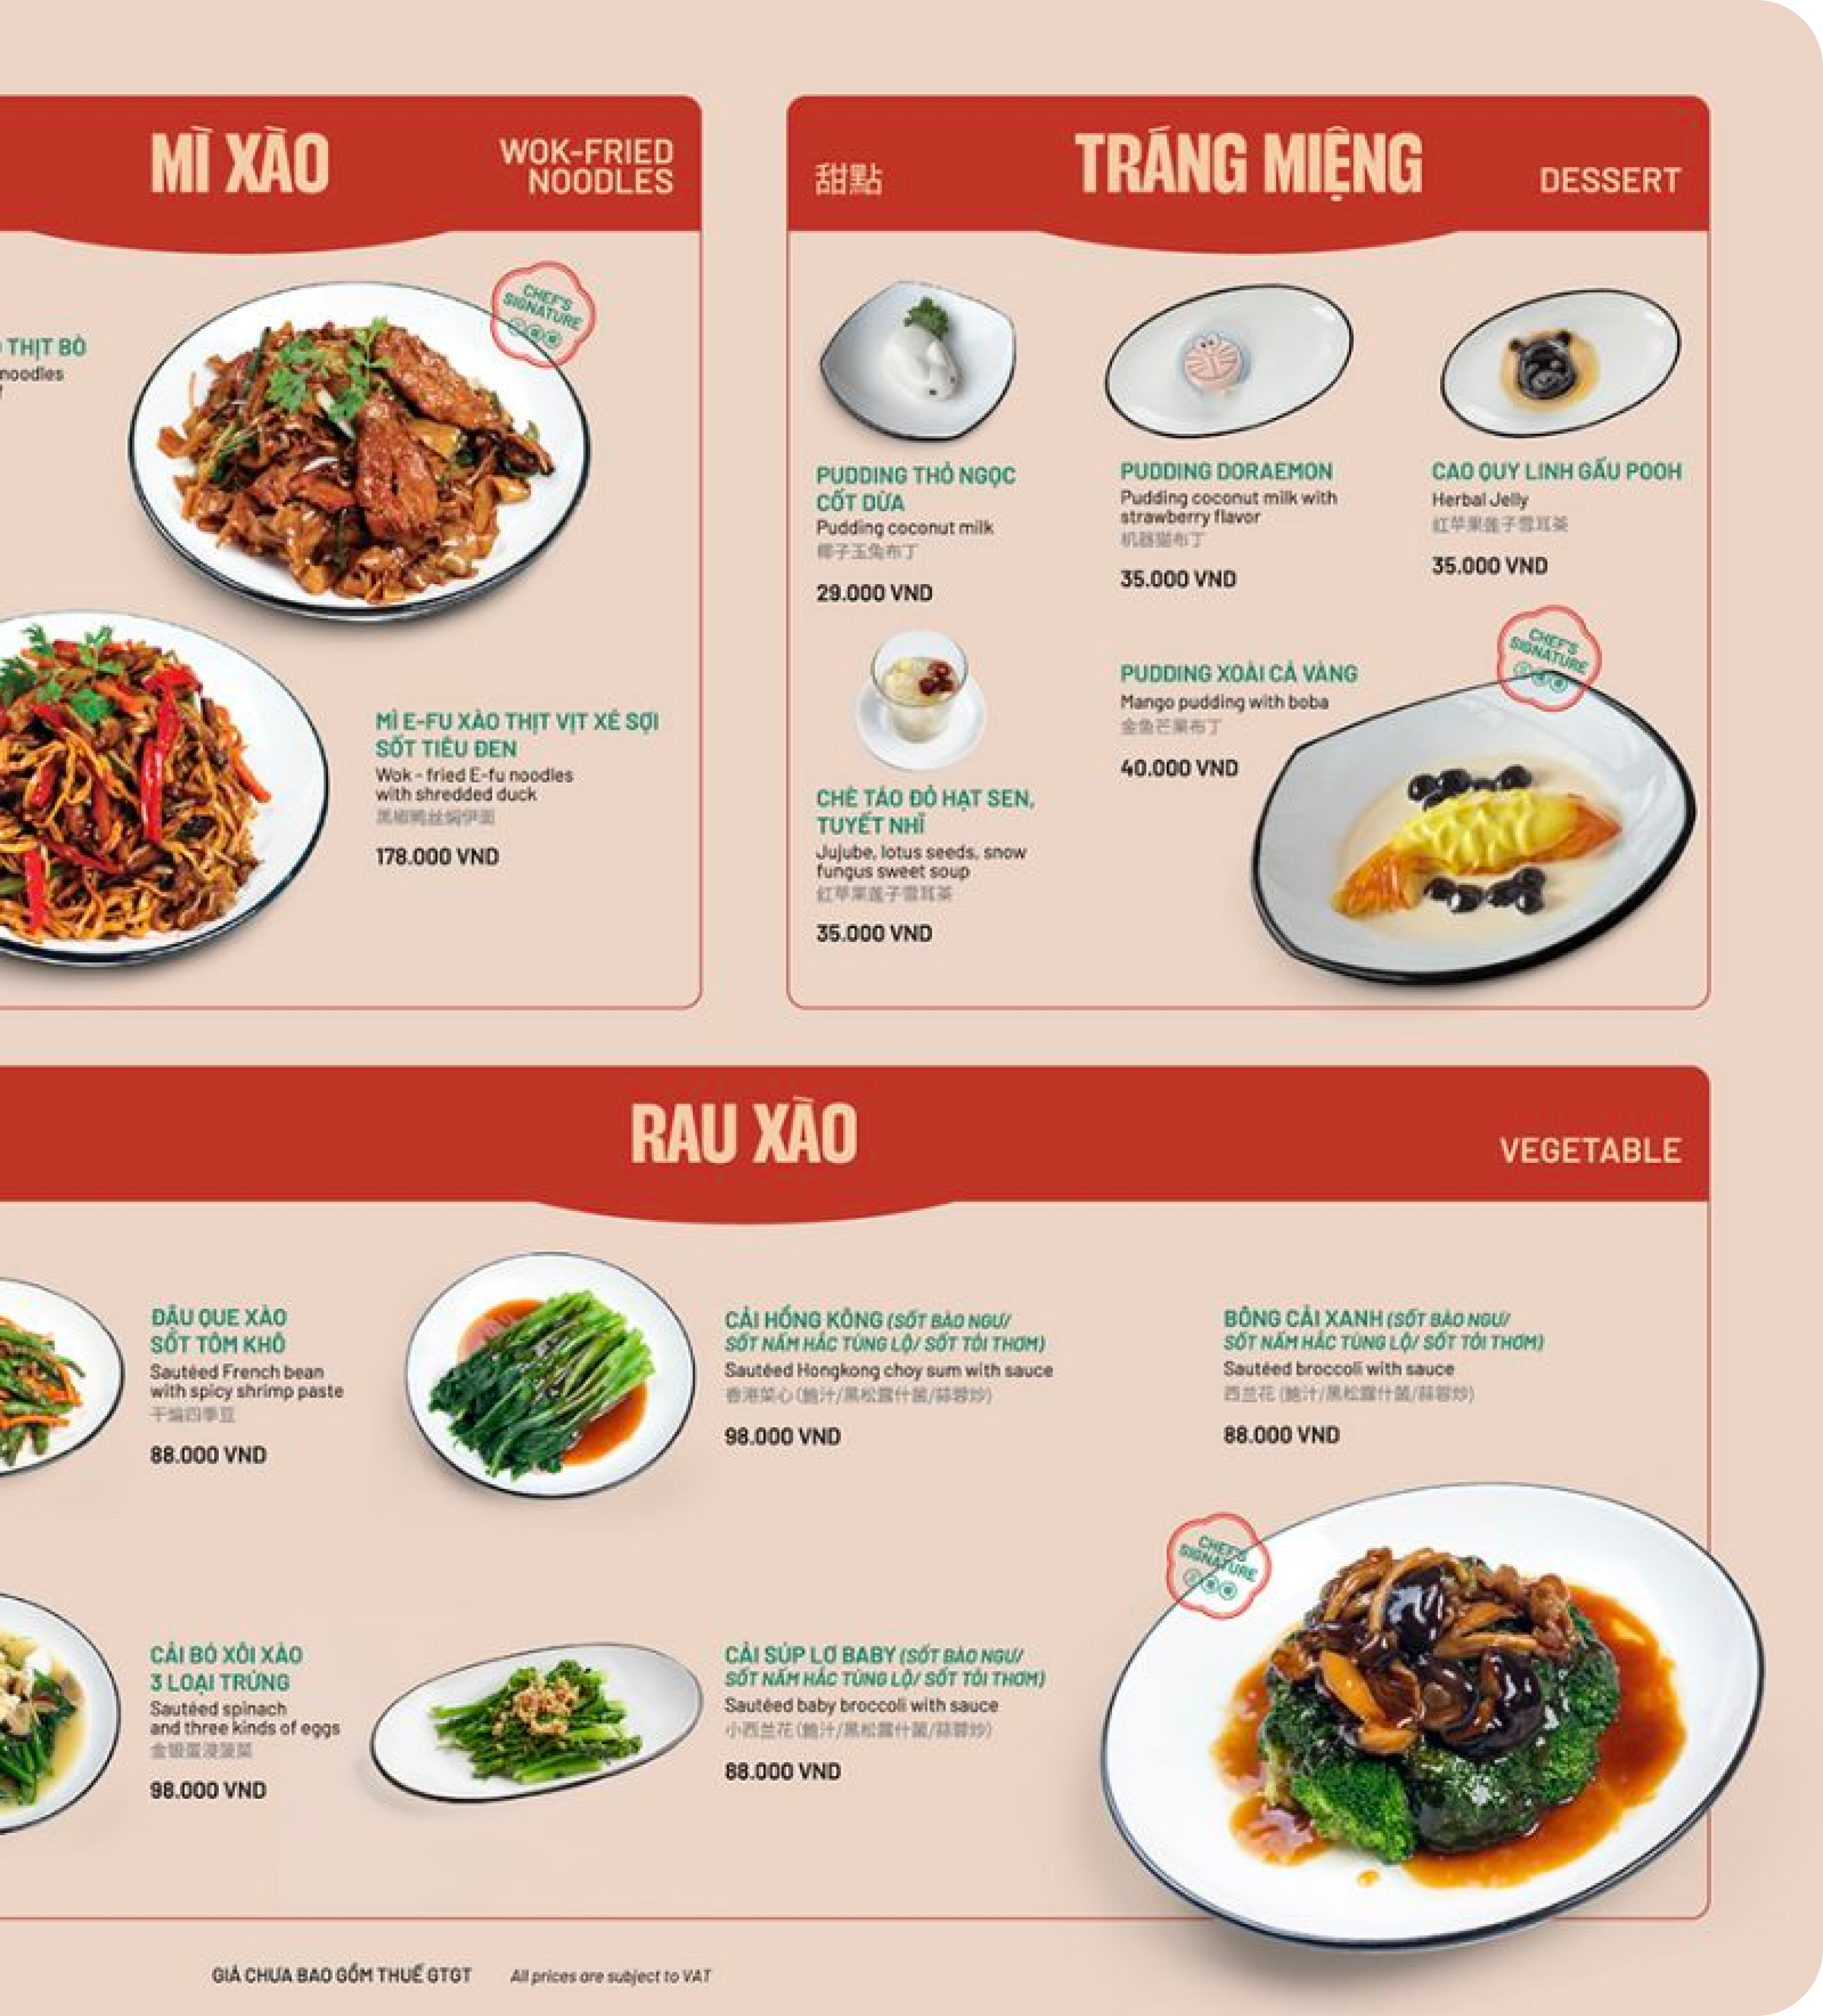 MÌ XÀO
WOK-FRIED
NOODLES
THỊT BÒ
noodles
CHEF'S
SIGNATURE
MÌ E-FU XÀO THỊT VỊT XÉ SỢI
SỐT TIÊU ĐEN
Wok - fried E-fu noodles
with shredded duck
黑椒鸭丝焖伊面
178.000 VND
甜點
TRÁNG MIỆNG
DESSERT
PUDDING THỎ NGỌC
CỐT DỪA
Pudding coconut milk
椰子玉兔布丁
29.000 VND
PUDDING DORAEMON
Pudding coconut milk with
strawberry flavor
机器猫布丁
35.000 VND
CAO QUY LINH GẤU POOH
Herbal Jelly
红苹果莲子雪耳茶
35.000 VND
CHÈ TÁO ĐỎ HẠT SEN,
TUYẾT NHĨ
Jujube, lotus seeds, snow
fungus sweet soup
红苹果莲子雪耳茶
35.000 VND
PUDDING XOÀI CÁ VÀNG
Mango pudding with boba
金鱼芒果布丁
40.000 VND
CHEF'S
SIGNATURE
RAU XÀO
VEGETABLE
ĐẬU QUE XÀO
SỐT TÔM KHÔ
Sautéed French bean
with spicy shrimp paste
干煸四季豆
88.000 VND
CẢI HỒNG KÔNG (SỐT BÀO NGƯ/
SỐT NẤM HẮC TÙNG LỘ/ SỐT TỎI THƠM)
Sautéed Hongkong choy sum with sauce
香港菜心(鲍汁/黑松露什菌/蒜蓉炒)
98.000 VND
BÔNG CẢI XANH (SỐT BÀO NGƯ/
SỐT NẤM HẮC TÙNG LỘ/ SỐT TỎI THƠM)
Sautéed broccoli with sauce
西兰花 (鲍汁/黑松露什菌/蒜蓉炒)
88.000 VND
CẢI BÓ XÔI XÀO
3 LOẠI TRỨNG
Sautéed spinach
and three kinds of eggs
金银蛋浸菠菜
98.000 VND
CẢI SÚP LƠ BABY (SỐT BÀO NGƯ/
SỐT NẤM HẮC TÙNG LỘ/ SỐT TỎI THƠM)
Sautéed baby broccoli with sauce
小西兰花(鲍汁/黑松露什菌/蒜蓉炒)
88.000 VND
CHEF'S
SIGNATURE
GIÁ CHƯA BAO GỒM THUẾ GTGT All prices are subject to VAT